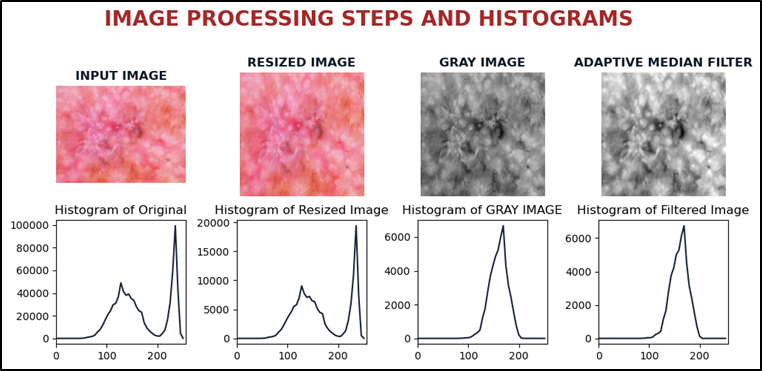 IMAGE PROCESSING STEPS AND HISTOGRAMS
INPUT IMAGE
RESIZED IMAGE
GRAY IMAGE
ADAPTIVE MEDIAN FILTER
Histogram of Original
100000
80000
60000
40000
20000
0
0 100 200
Histogram of Resized Image
20000
15000
10000
5000
0
0 100 200
Histogram of GRAY IMAGE
6000
4000
2000
0
0 100 200
Histogram of Filtered Image
6000
4000
2000
0
0 100 200